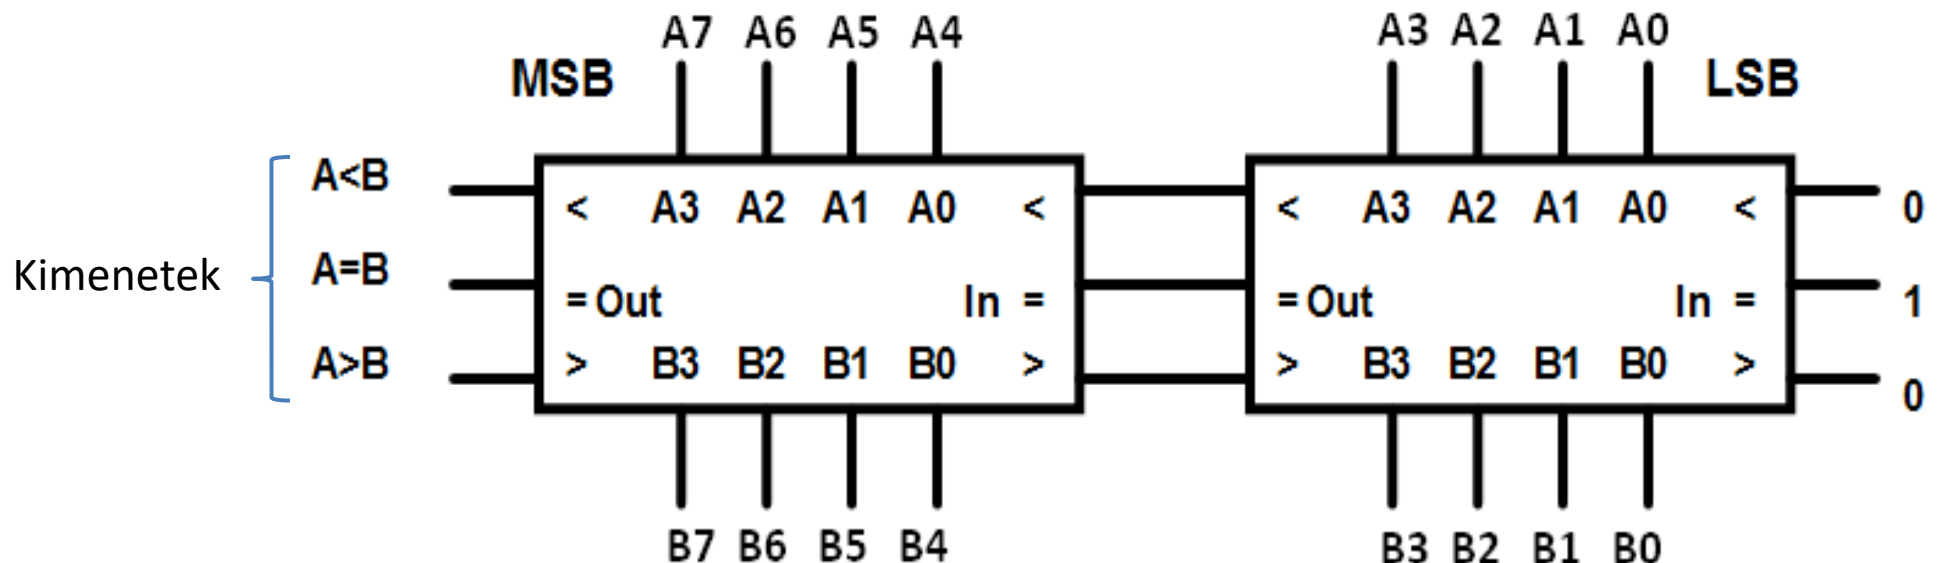 A7 A6 A5 A4 A3 A2 A1 A0
MSB LSB
A<B < A3 A2 A1 A0 < < A3 A2 A1 A0 < 0
Kimenetek A=B = Out In = = Out In = 1
A>B > B3 B2 B1 B0 > > B3 B2 B1 B0 > 0
B7 B6 B5 B4 B3 B2 B1 B0